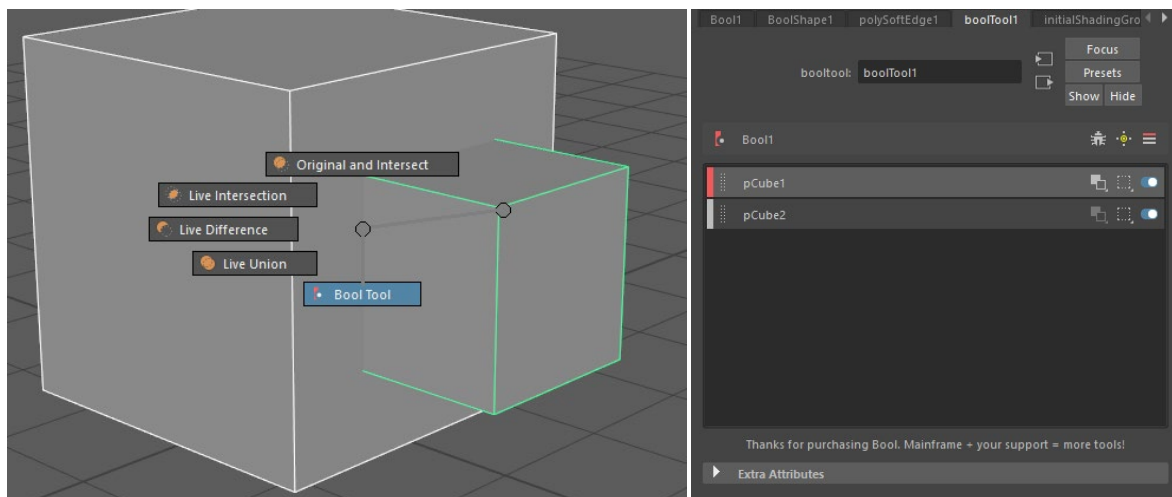 Original and Intersect
Live Intersection
Live Difference
Live Union
Bool Tool
Bool1 BoolShape1 polySoftEdge1 boolTool1 initialShadingGro
booltool: boolTool1
Focus
Presets
Show Hide
Bool1
pCube1
pCube2
Thanks for purchasing Bool. Mainframe + your support = more tools!
Extra Attributes